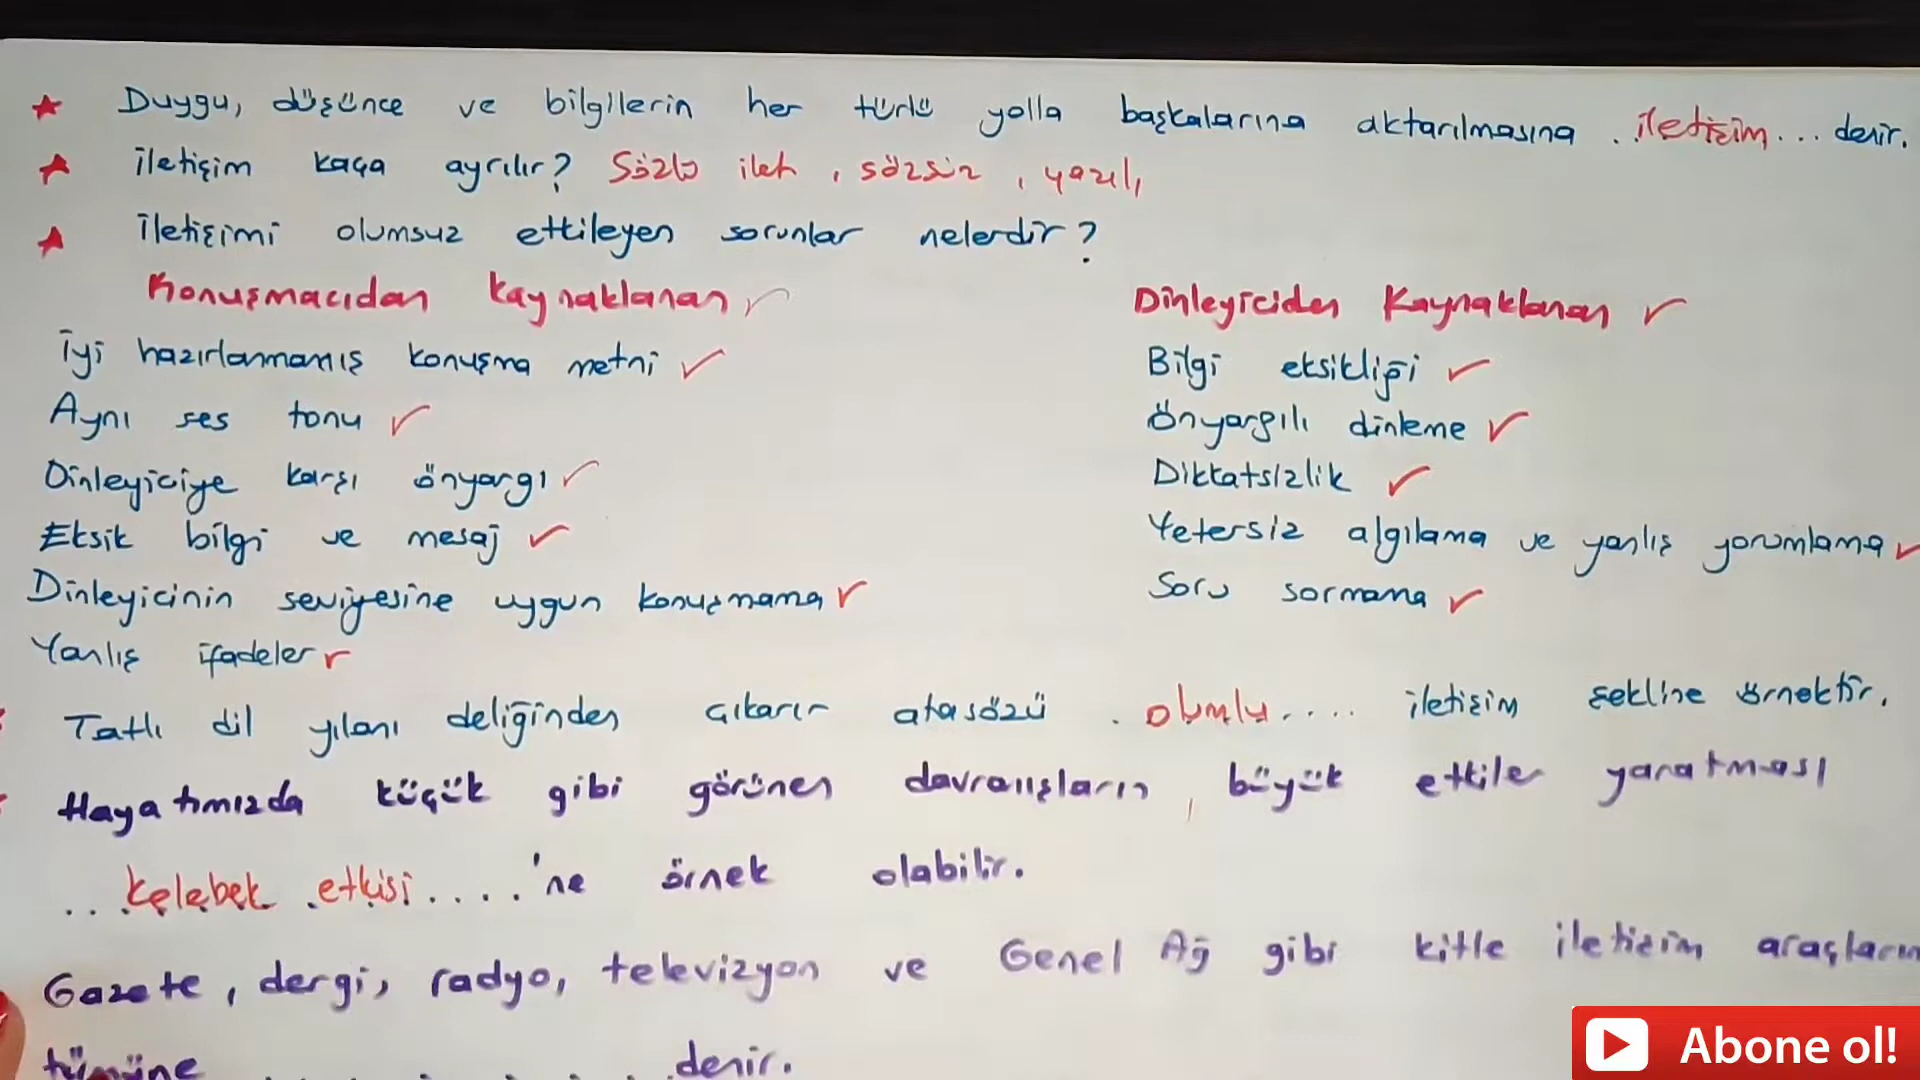 ★ Duygu, düşünce ve bilgilerin her türlü yolla başkalarına aktarılmasına . iletişim ... denir.
★ iletişim kaça ayrılır? Sözlü ilet , sözsüz , yazılı
★ İletişimi olumsuz etkileyen sorunlar nelerdir?
Konuşmacıdan kaynaklanan ✓
İyi hazırlanmamış konuşma metni ✓
Aynı ses tonu ✓
Dinleyiciye karşı önyargı ✓
Eksik bilgi ve mesaj ✓
Dinleyicinin seviyesine uygun konuşmama ✓
Yanlış ifadeler ✓
Dinleyiciden Kaynaklanan ✓
Bilgi eksikliği ✓
Önyargılı dinleme ✓
Dikkatsizlik ✓
Yetersiz algılama ve yanlış yorumlama ✓
Soru sormama ✓
Tatlı dil yılanı deliğinden çıkarır atasözü . olumlu .... iletişim şekline örnektir.
Hayatımızda küçük gibi görünen davranışların, büyük etkiler yaratması
... kelebek etkisi .....'ne örnek olabilir.
Gazete, dergi, radyo, televizyon ve Genel Ağ gibi kitle iletişim araçların
tümüne ...... denir.
Abone ol!